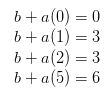 b + a(0) = 0
b + a(1) = 3
b + a(2) = 3
b + a(5) = 6